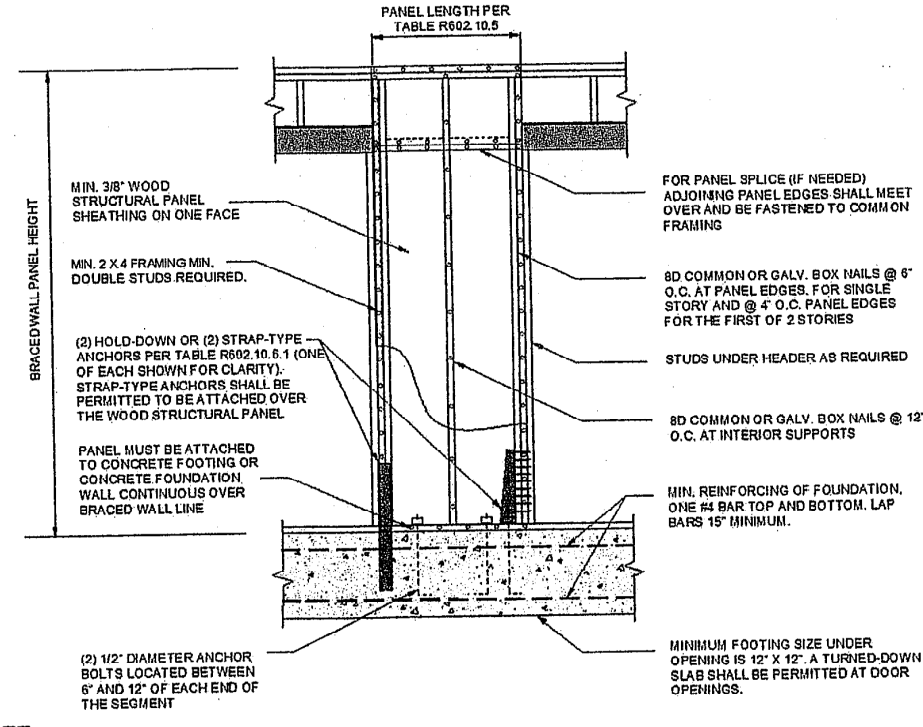 PANEL LENGTH PER
TABLE R602.10.5
BRACED WALL PANEL HEIGHT
MIN. 3/8" WOOD
STRUCTURAL PANEL
SHEATHING ON ONE FACE
MIN. 2 X 4 FRAMING MIN.
DOUBLE STUDS REQUIRED.
(2) HOLD-DOWN OR (2) STRAP-TYPE
ANCHORS PER TABLE R602.10.6.1 (ONE
OF EACH SHOWN FOR CLARITY).
STRAP-TYPE ANCHORS SHALL BE
PERMITTED TO BE ATTACHED OVER
THE WOOD STRUCTURAL PANEL
PANEL MUST BE ATTACHED
TO CONCRETE FOOTING OR
CONCRETE FOUNDATION
WALL CONTINUOUS OVER
BRACED WALL LINE
(2) 1/2" DIAMETER ANCHOR
BOLTS LOCATED BETWEEN
6" AND 12" OF EACH END OF
THE SEGMENT
FOR PANEL SPLICE (IF NEEDED)
ADJOINING PANEL EDGES SHALL MEET
OVER AND BE FASTENED TO COMMON
FRAMING
8D COMMON OR GALV. BOX NAILS @ 6"
O.C. AT PANEL EDGES. FOR SINGLE
STORY AND @ 4" O.C. PANEL EDGES
FOR THE FIRST OF 2 STORIES
STUDS UNDER HEADER AS REQUIRED
8D COMMON OR GALV. BOX NAILS @ 12"
O.C. AT INTERIOR SUPPORTS
MIN. REINFORCING OF FOUNDATION,
ONE #4 BAR TOP AND BOTTOM. LAP
BARS 15" MINIMUM.
MINIMUM FOOTING SIZE UNDER
OPENING IS 12" X 12". A TURNED-DOWN
SLAB SHALL BE PERMITTED AT DOOR
OPENINGS.